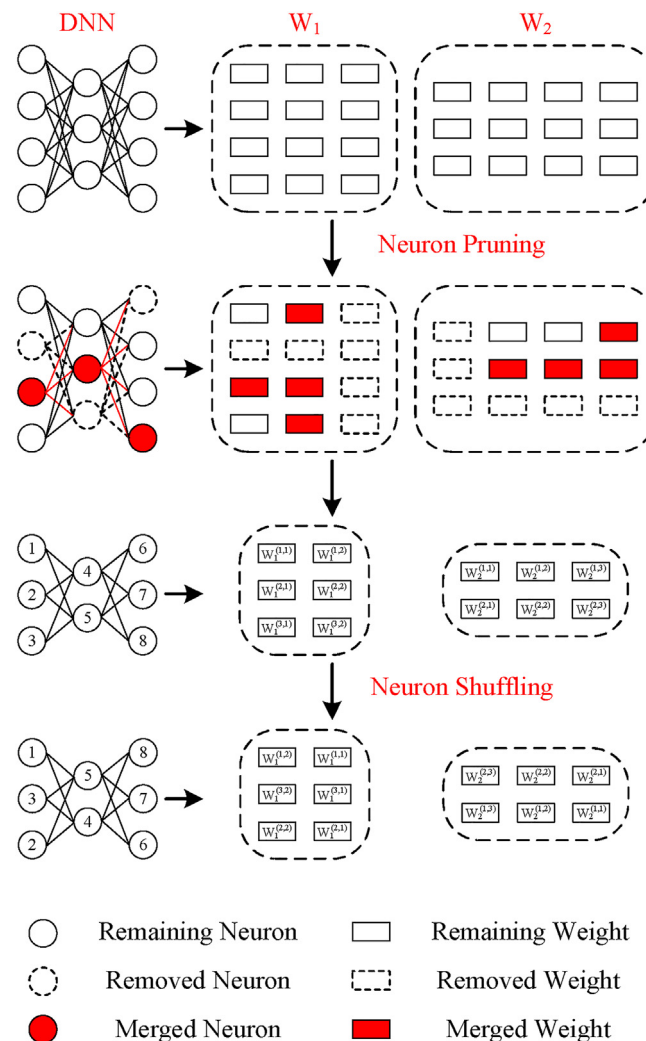 DNN W₁ W₂
Neuron Pruning
1 6
4
2 7
5
3 8
W₁⁽¹,¹⁾ W₁⁽¹,²⁾
W₁⁽²,¹⁾ W₁⁽²,²⁾
W₁⁽³,¹⁾ W₁⁽³,²⁾
W₂⁽¹,¹⁾ W₂⁽¹,²⁾ W₂⁽¹,³⁾
W₂⁽²,¹⁾ W₂⁽²,²⁾ W₂⁽²,³⁾
Neuron Shuffling
1 8
5
3 7
4
2 6
W₁⁽¹,²⁾ W₁⁽¹,¹⁾
W₁⁽³,²⁾ W₁⁽³,¹⁾
W₁⁽²,²⁾ W₁⁽²,¹⁾
W₂⁽²,³⁾ W₂⁽²,²⁾ W₂⁽²,¹⁾
W₂⁽¹,³⁾ W₂⁽¹,²⁾ W₂⁽¹,¹⁾
Remaining Neuron Remaining Weight
Removed Neuron Removed Weight
Merged Neuron Merged Weight